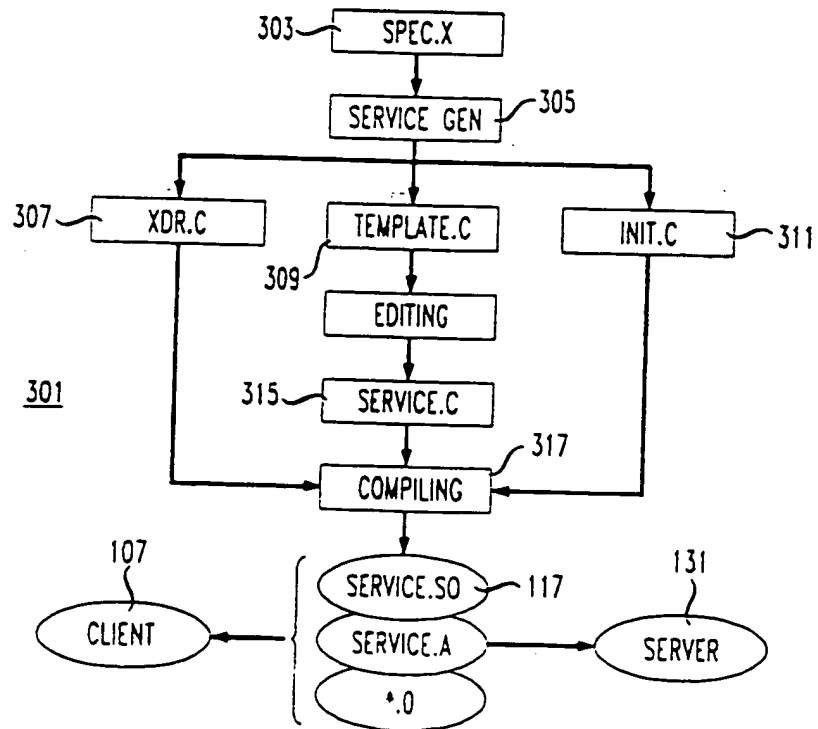 303
SPEC.X
SERVICE GEN
305
307
XDR.C
TEMPLATE.C
309
INIT.C
311
EDITING
301
315
SERVICE.C
317
COMPILING
107
SERVICE.SO
117
131
CLIENT
SERVICE.A
SERVER
*.O